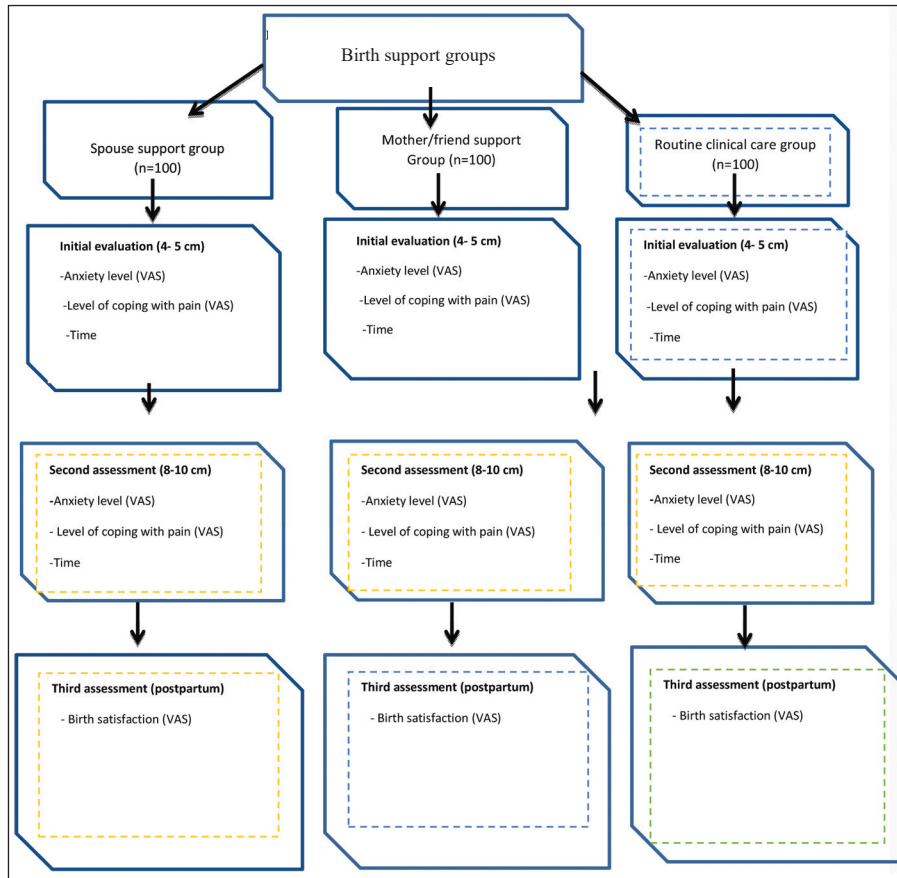 Birth support groups
Spouse support group
(n=100)
Mother/friend support
Group (n=100)
Routine clinical care group
(n=100)
Initial evaluation (4- 5 cm)
-Anxiety level (VAS)
-Level of coping with pain (VAS)
-Time
Initial evaluation (4- 5 cm)
-Anxiety level (VAS)
-Level of coping with pain (VAS)
-Time
Initial evaluation (4- 5 cm)
-Anxiety level (VAS)
-Level of coping with pain (VAS)
-Time
Second assessment (8-10 cm)
-Anxiety level (VAS)
- Level of coping with pain (VAS)
-Time
Second assessment (8-10 cm)
-Anxiety level (VAS)
- Level of coping with pain (VAS)
-Time
Second assessment (8-10 cm)
-Anxiety level (VAS)
- Level of coping with pain (VAS)
-Time
Third assessment (postpartum)
- Birth satisfaction (VAS)
Third assessment (postpartum)
- Birth satisfaction (VAS)
Third assessment (postpartum)
- Birth satisfaction (VAS)